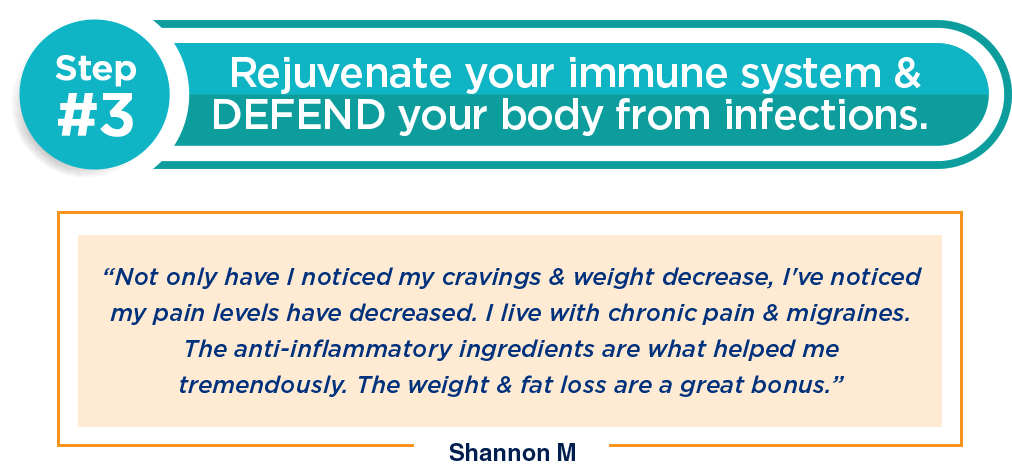 Step
#3
Rejuvenate your immune system &
DEFEND your body from infections.
“Not only have I noticed my cravings & weight decrease, I've noticed
my pain levels have decreased. I live with chronic pain & migraines.
The anti-inflammatory ingredients are what helped me
tremendously. The weight & fat loss are a great bonus.”
Shannon M